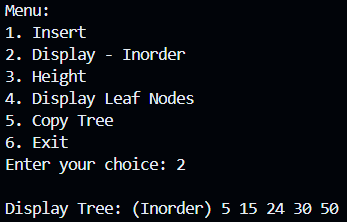 Menu:
1. Insert
2. Display - Inorder
3. Height
4. Display Leaf Nodes
5. Copy Tree
6. Exit
Enter your choice: 2
Display Tree: (Inorder) 5 15 24 30 50